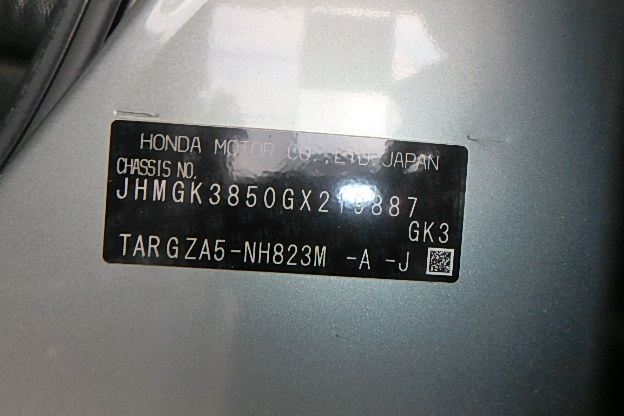 HONDA MOTOR CO.,LTD.JAPAN
CHASSIS NO.
JHMGK3850GX219887
GK3
TARGZA5-NH823M -A -J